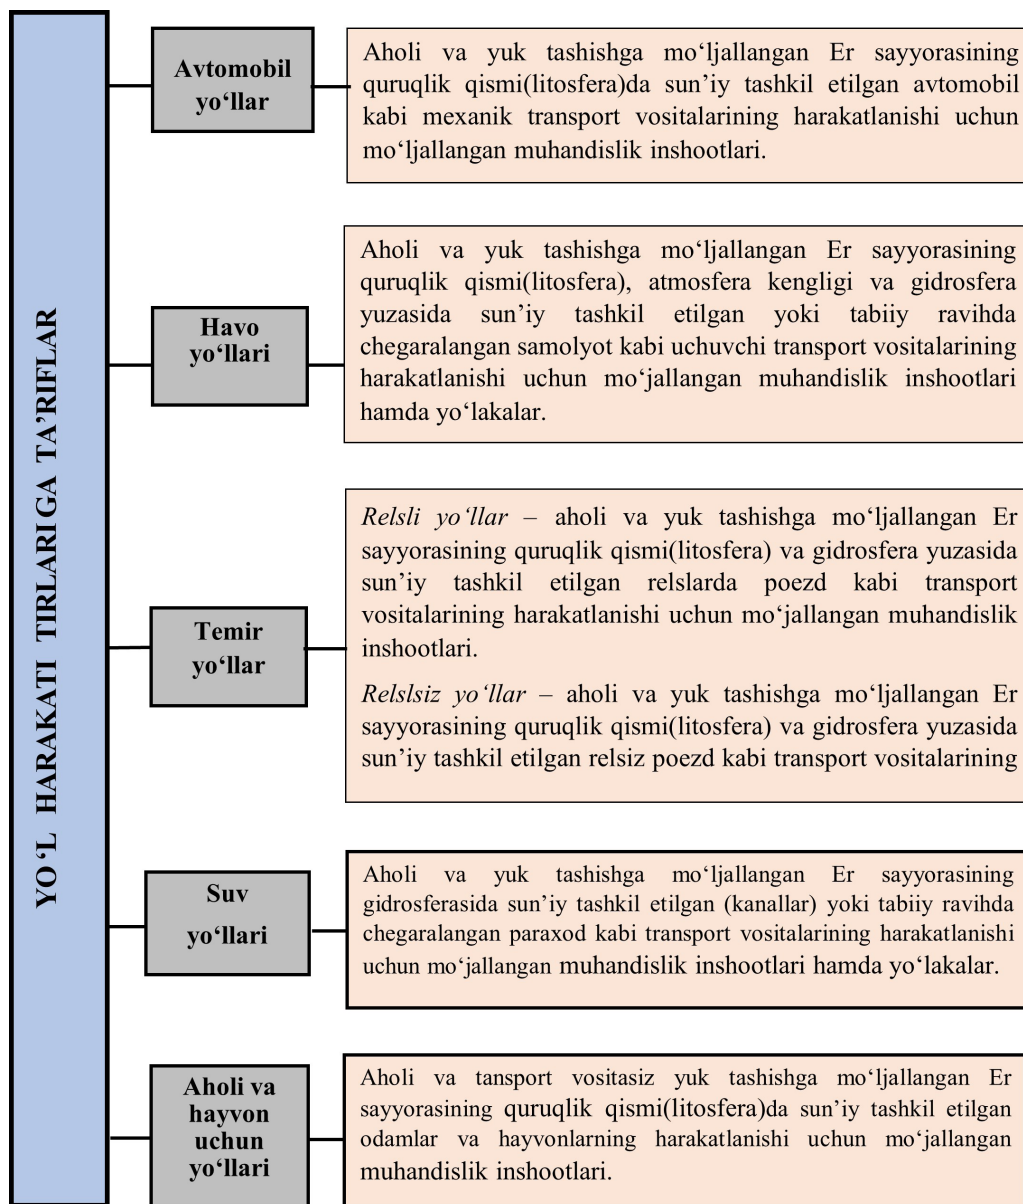 YO‘L HARAKATI TIRLARIGA TA’RIFLAR
Avtomobil
yo‘llar
Aholi va yuk tashishga mo‘ljallangan Er sayyorasining
quruqlik qismi(litosfera)da sun’iy tashkil etilgan avtomobil
kabi mexanik transport vositalarining harakatlanishi uchun
mo‘ljallangan muhandislik inshootlari.
Havo
yo‘llari
Aholi va yuk tashishga mo‘ljallangan Er sayyorasining
quruqlik qismi(litosfera), atmosfera kengligi va gidrosfera
yuzasida sun’iy tashkil etilgan yoki tabiiy ravihda
chegaralangan samolyot kabi uchuvchi transport vositalarining
harakatlanishi uchun mo‘jallangan muhandislik inshootlari
hamda yo‘lakalar.
Temir
yo‘llar
Relsli yo‘llar – aholi va yuk tashishga mo‘ljallangan Er
sayyorasining quruqlik qismi(litosfera) va gidrosfera yuzasida
sun’iy tashkil etilgan relslarda poezd kabi transport
vositalarining harakatlanishi uchun mo‘jallangan muhandislik
inshootlari.
Relslsiz yo‘llar – aholi va yuk tashishga mo‘ljallangan Er
sayyorasining quruqlik qismi(litosfera) va gidrosfera yuzasida
sun’iy tashkil etilgan relsiz poezd kabi transport vositalarining
Suv
yo‘llari
Aholi va yuk tashishga mo‘ljallangan Er sayyorasining
gidrosferasida sun’iy tashkil etilgan (kanallar) yoki tabiiy ravihda
chegaralangan paraxod kabi transport vositalarining harakatlanishi
uchun mo‘jallangan muhandislik inshootlari hamda yo‘lakalar.
Aholi va
hayvon
uchun
yo‘llari
Aholi va tansport vositasiz yuk tashishga mo‘ljallangan Er
sayyorasining quruqlik qismi(litosfera)da sun’iy tashkil etilgan
odamlar va hayvonlarning harakatlanishi uchun mo‘jallangan
muhandislik inshootlari.